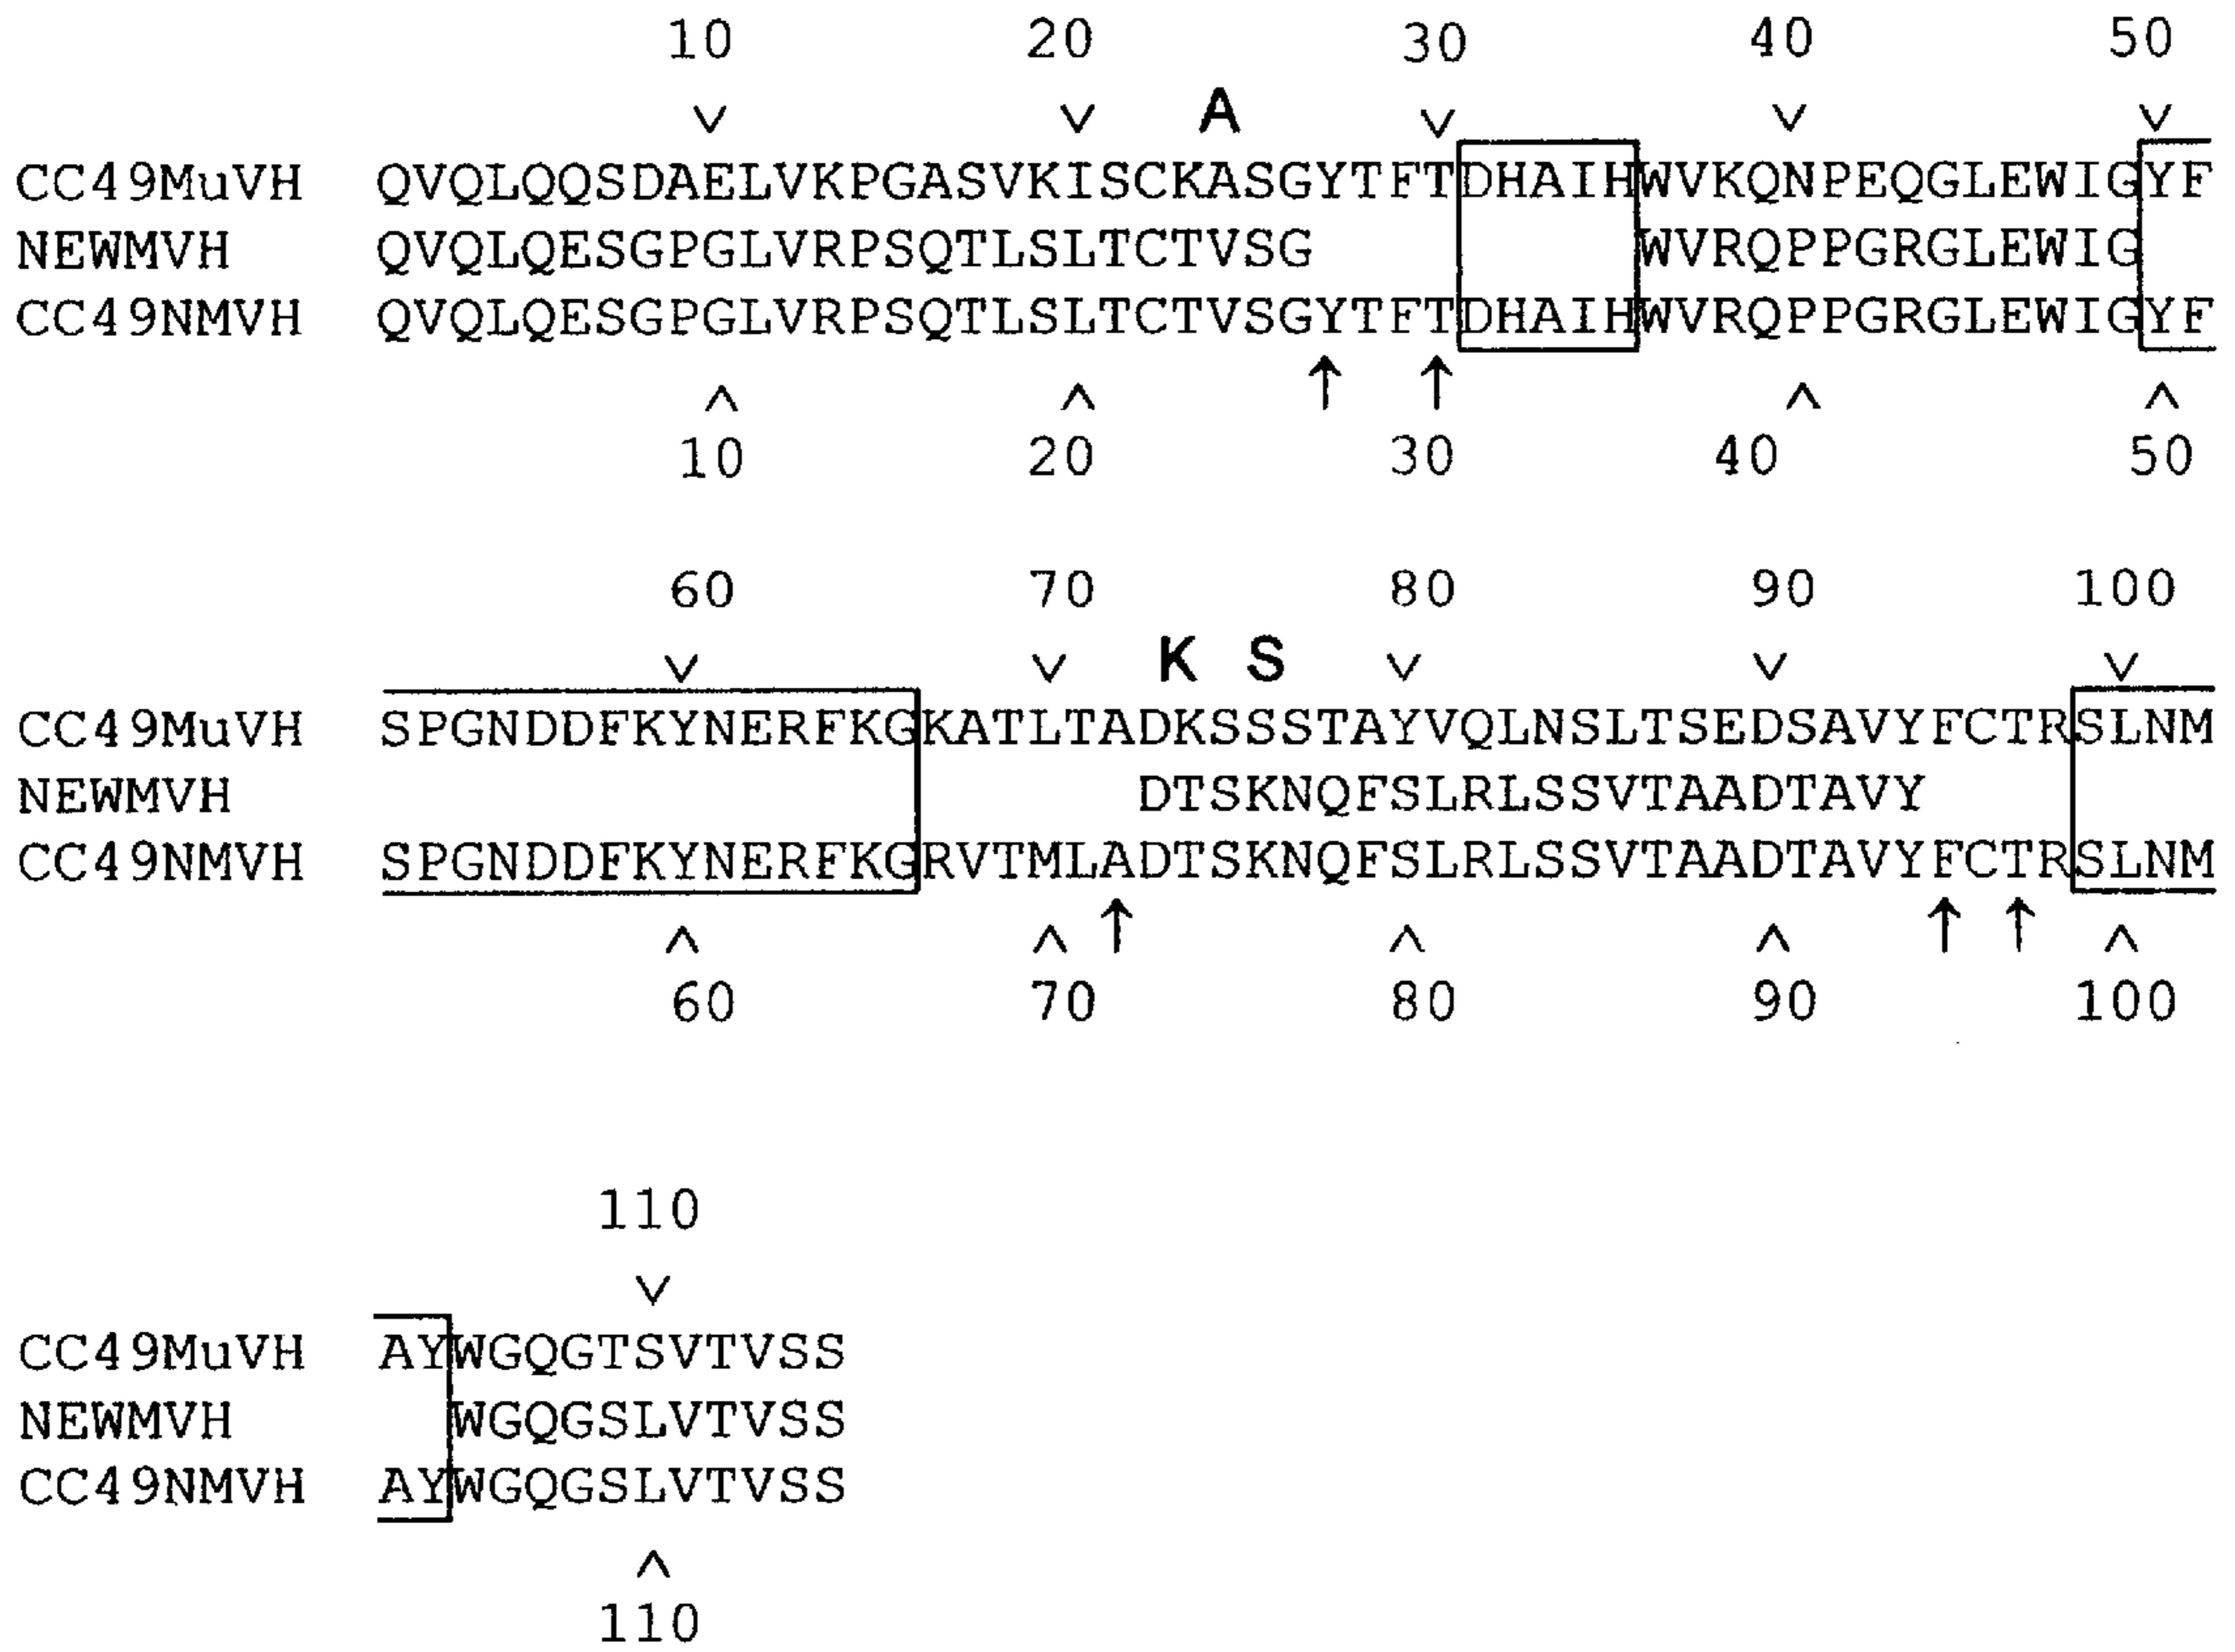 10 20 30 40 50
A
CC49MuVH QVQLQQSDAELVKPGASVKISCKASGYTFTDHAIHWVKQNPEQGLEWIGYF
NEWMVH QVQLQESGPGLVRPSQTLSLTCTVSG WVRQPPGRGLEWIG
CC49NMVH QVQLQESGPGLVRPSQTLSLTCTVSGYTFTDHAIHWVRQPPGRGLEWIGYF
10 20 30 40 50
60 70 80 90 100
K S
CC49MuVH SPGNDDFKYNERFKGKATLTADKSSSTAYVQLNSLTSEDSAVYFCTRSLNM
NEWMVH DTSKNQFSLRLSSVTAADTAVY
CC49NMVH SPGNDDFKYNERFKGRVTMLADTSKNQFSLRLSSVTAADTAVYFCTRSLNM
60 70 80 90 100
110
CC49MuVH AYWGQGTSVTVSS
NEWMVH WGQGSLVTVSS
CC49NMVH AYWGQGSLVTVSS
110